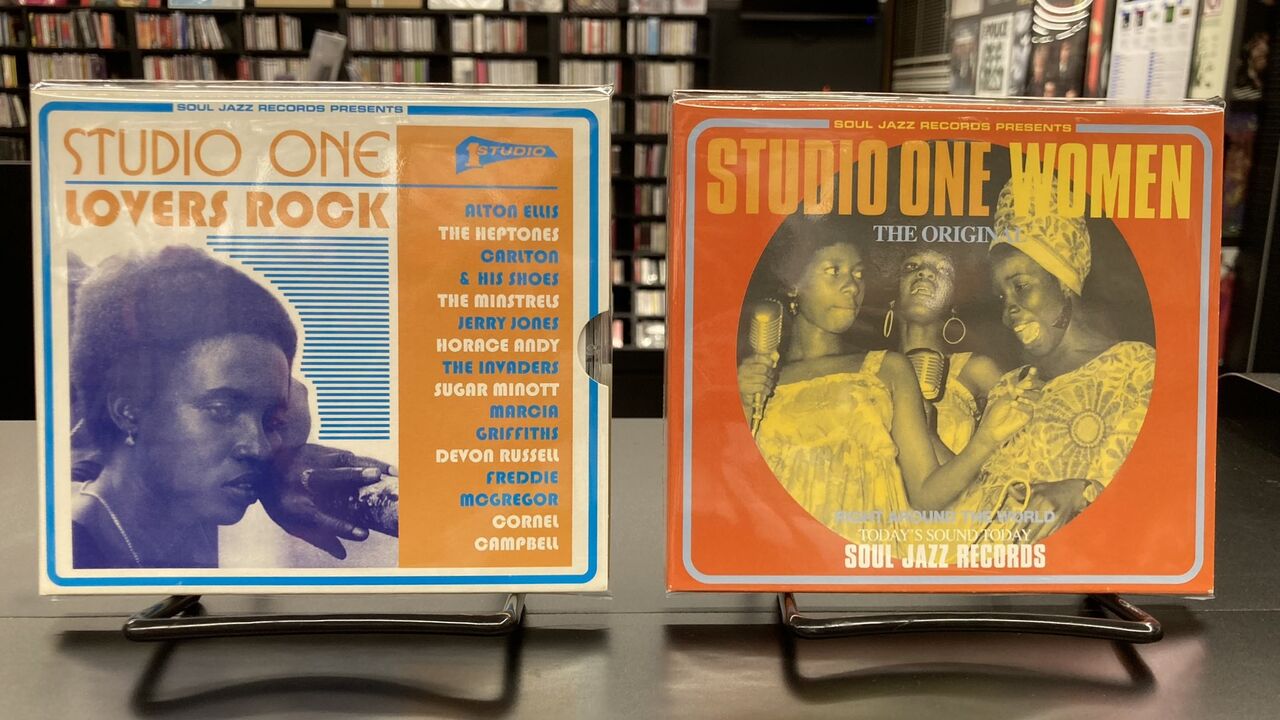 SOUL JAZZ RECORDS PRESENTS
STUDIO ONE
LOVERS ROCK
1 STUDIO
ALTON ELLIS
THE HEPTONES
CARLTON
& HIS SHOES
THE MINSTRELS
JERRY JONES
HORACE ANDY
THE INVADERS
SUGAR MINOTT
MARCIA
GRIFFITHS
DEVON RUSSELL
FREDDIE
MCGREGOR
CORNEL
CAMPBELL
SOUL JAZZ RECORDS PRESENTS
STUDIO ONE WOMEN
THE ORIGINAL
RIGHT AROUND THE WORLD
TODAY'S SOUND TODAY
SOUL JAZZ RECORDS